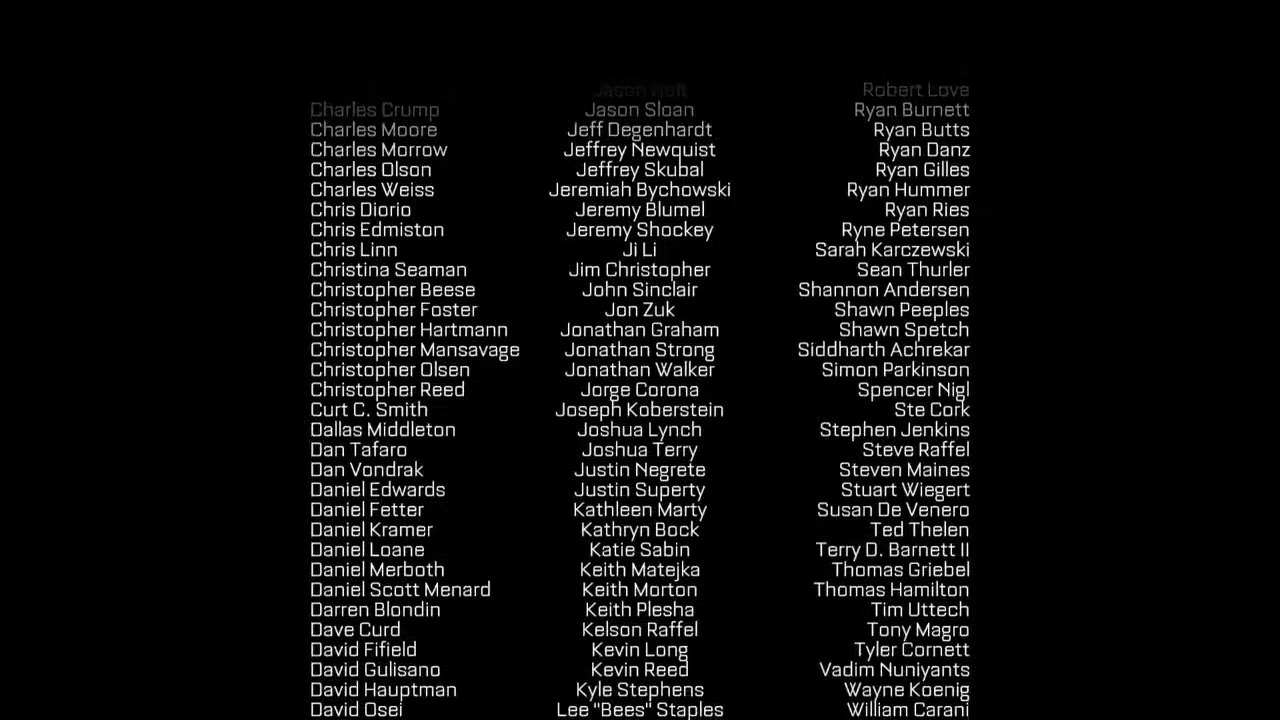 Charles Crump
Charles Moore
Charles Morrow
Charles Olson
Charles Weiss
Chris Diorio
Chris Edmiston
Chris Linn
Christina Seaman
Christopher Beese
Christopher Foster
Christopher Hartmann
Christopher Mansavage
Christopher Olsen
Christopher Reed
Curt C. Smith
Dallas Middleton
Dan Tafaro
Dan Vondrak
Daniel Edwards
Daniel Fetter
Daniel Kramer
Daniel Loane
Daniel Merboth
Daniel Scott Menard
Darren Blondin
Dave Curd
David Fifield
David Gulisano
David Hauptman
David Osei
Jason Holt
Jason Sloan
Jeff Degenhardt
Jeffrey Newquist
Jeffrey Skubal
Jeremiah Bychowski
Jeremy Blumel
Jeremy Shockey
Ji Li
Jim Christopher
John Sinclair
Jon Zuk
Jonathan Graham
Jonathan Strong
Jonathan Walker
Jorge Corona
Joseph Koberstein
Joshua Lynch
Joshua Terry
Justin Negrete
Justin Superty
Kathleen Marty
Kathryn Bock
Katie Sabin
Keith Matejka
Keith Morton
Keith Plesha
Kelson Raffel
Kevin Long
Kevin Reed
Kyle Stephens
Lee "Bees" Staples
Robert Love
Ryan Burnett
Ryan Butts
Ryan Danz
Ryan Gilles
Ryan Hummer
Ryan Ries
Ryne Petersen
Sarah Karczewski
Sean Thurler
Shannon Andersen
Shawn Peeples
Shawn Spetch
Siddharth Achrekar
Simon Parkinson
Spencer Nigl
Ste Cork
Stephen Jenkins
Steve Raffel
Steven Maines
Stuart Wiegert
Susan De Venero
Ted Thelen
Terry D. Barnett II
Thomas Griebel
Thomas Hamilton
Tim Uttech
Tony Magro
Tyler Cornett
Vadim Nuniyants
Wayne Koenig
William Carani